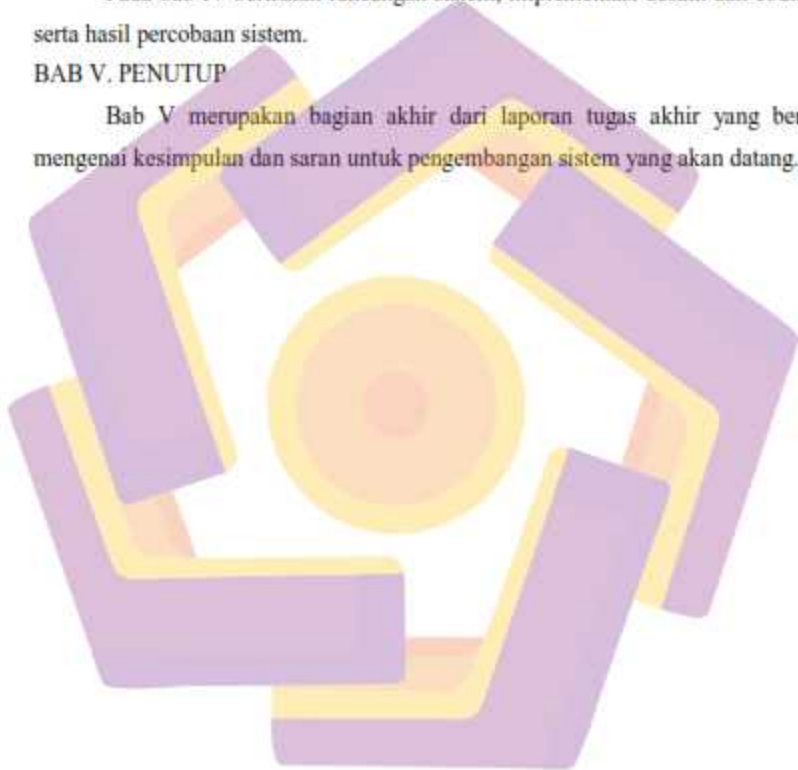 serta hasil percobaan sistem.
BAB V. PENUTUP
Bab V merupakan bagian akhir dari laporan tugas akhir yang
mengenai kesimpulan dan saran untuk pengembangan sistem yang akan datang.